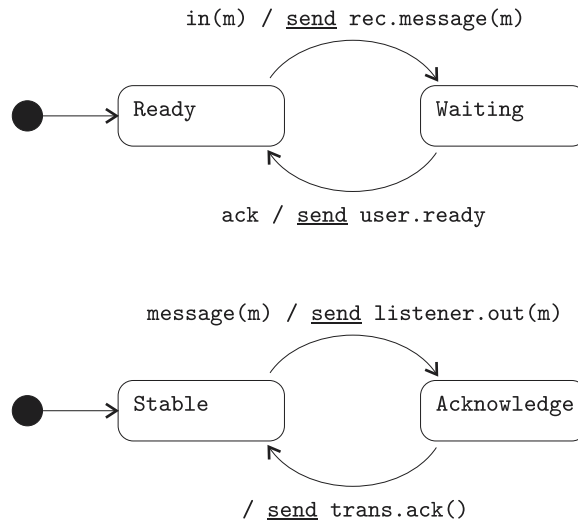 in(m) / send rec.message(m)
Ready
Waiting
ack / send user.ready
message(m) / send listener.out(m)
Stable
Acknowledge
/ send trans.ack()